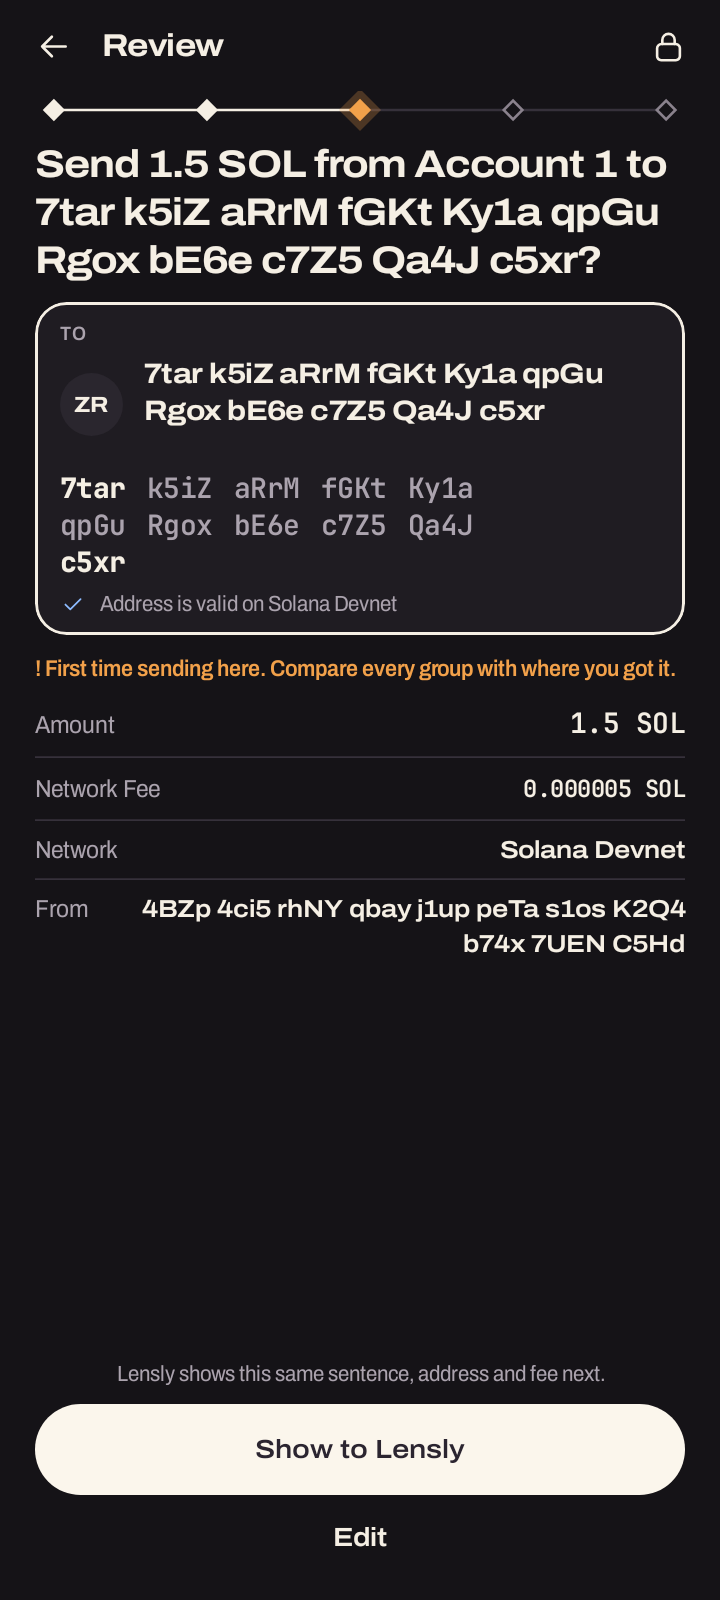 Review
Send 1.5 SOL from Account 1 to
7tar k5iZ aRrM fGKt Ky1a qpGu
Rgox bE6e c7Z5 Qa4J c5xr?
TO
ZR
7tar k5iZ aRrM fGKt Ky1a qpGu
Rgox bE6e c7Z5 Qa4J c5xr
7tar k5iZ aRrM fGKt Ky1a
qpGu Rgox bE6e c7Z5 Qa4J
c5xr
Address is valid on Solana Devnet
! First time sending here. Compare every group with where you got it.
Amount 1.5 SOL
Network Fee 0.000005 SOL
Network Solana Devnet
From 4BZp 4ci5 rhNY qbay j1up peTa s1os K2Q4
b74x 7UEN C5Hd
Lensly shows this same sentence, address and fee next.
Show to Lensly
Edit